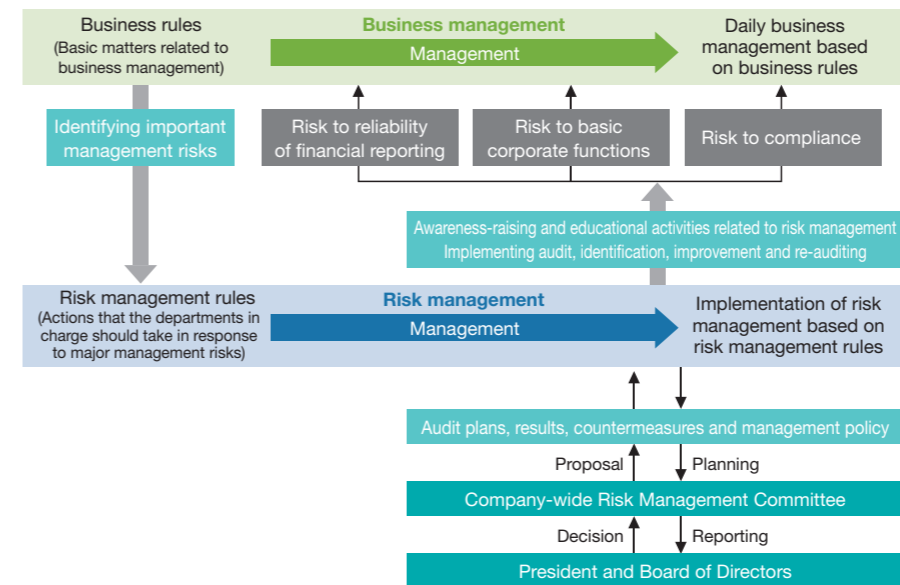 Business rules
(Basic matters related to
business management)
Business management
Management
Daily business
management based
on business rules
Identifying important
management risks
Risk to reliability
of financial reporting
Risk to basic
corporate functions
Risk to compliance
Awareness-raising and educational activities related to risk management
Implementing audit, identification, improvement and re-auditing
Risk management rules
(Actions that the departments in
charge should take in response
to major management risks)
Risk management
Management
Implementation of risk
management based on
risk management rules
Audit plans, results, countermeasures and management policy
Proposal
Planning
Company-wide Risk Management Committee
Decision
Reporting
President and Board of Directors